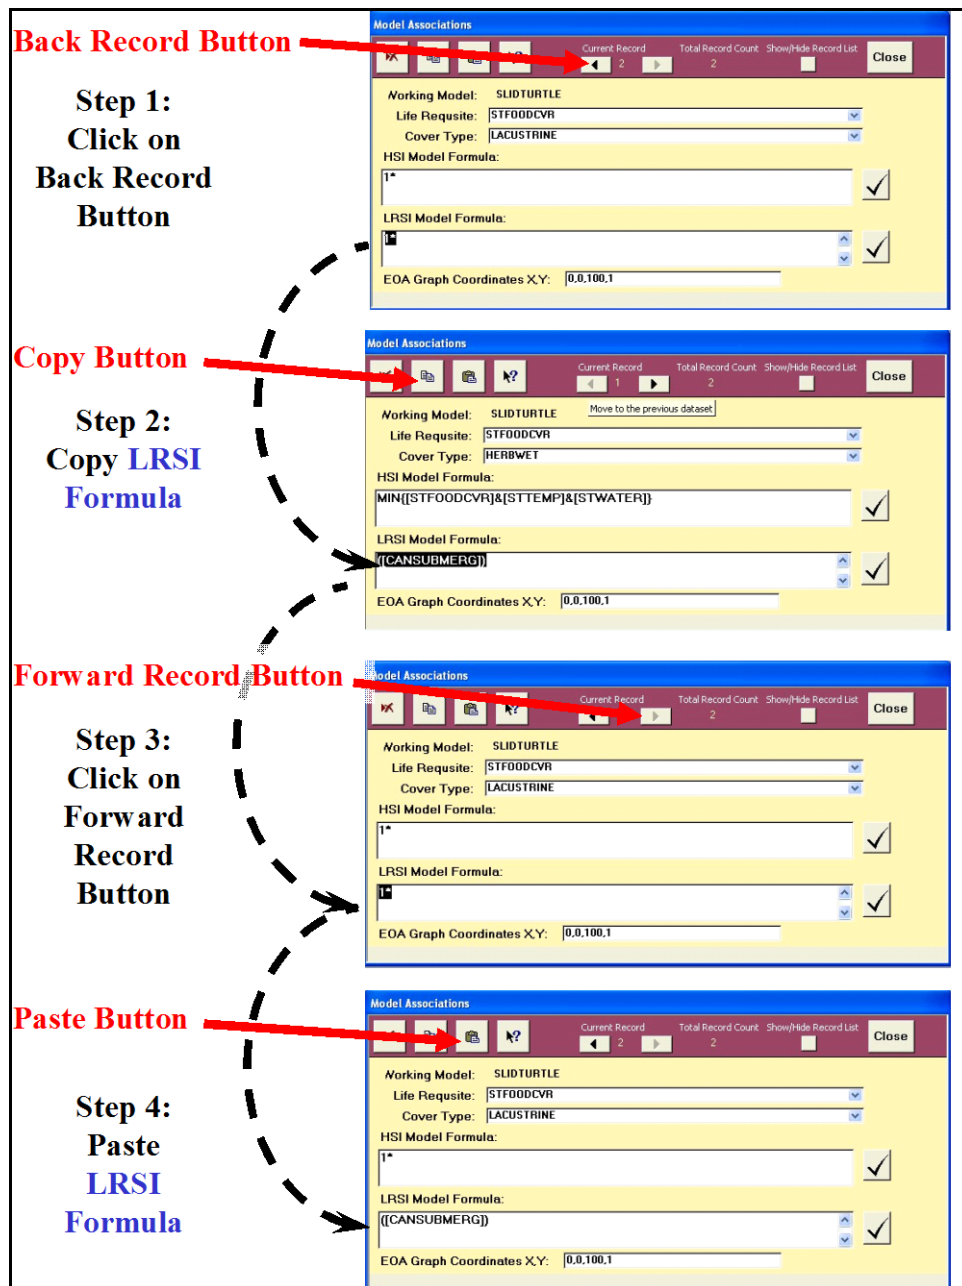 Model Associations
Back Record Button
Current Record
Total Record Count
Show/Hide Record List
2
2
Close
Step 1:
Click on
Back Record
Button
Working Model: SLIDTURTLE
Life Requsite: STFOODCVR
Cover Type: LACUSTRINE
HSI Model Formula:
1*
LRSI Model Formula:
1*
EOA Graph Coordinates X,Y: 0,0,100,1
Model Associations
Copy Button
Current Record
Total Record Count
Show/Hide Record List
1
2
Close
Move to the previous dataset
Step 2:
Copy LRSI
Formula
Working Model: SLIDTURTLE
Life Requsite: STFOODCVR
Cover Type: HERBWET
HSI Model Formula:
MIN{[STFOODCVR]&[STTEMP]&[STWATER]}
LRSI Model Formula:
([CANSUBMERG])
EOA Graph Coordinates X,Y: 0,0,100,1
Model Associations
Forward Record Button
Current Record
Total Record Count
Show/Hide Record List
2
Close
Step 3:
Click on
Forward
Record
Button
Working Model: SLIDTURTLE
Life Requsite: STFOODCVR
Cover Type: LACUSTRINE
HSI Model Formula:
1*
LRSI Model Formula:
1*
EOA Graph Coordinates X,Y: 0,0,100,1
Model Associations
Paste Button
Current Record
Total Record Count
Show/Hide Record List
2
2
Close
Step 4:
Paste
LRSI
Formula
Working Model: SLIDTURTLE
Life Requsite: STFOODCVR
Cover Type: LACUSTRINE
HSI Model Formula:
1*
LRSI Model Formula:
([CANSUBMERG])
EOA Graph Coordinates X,Y: 0,0,100,1